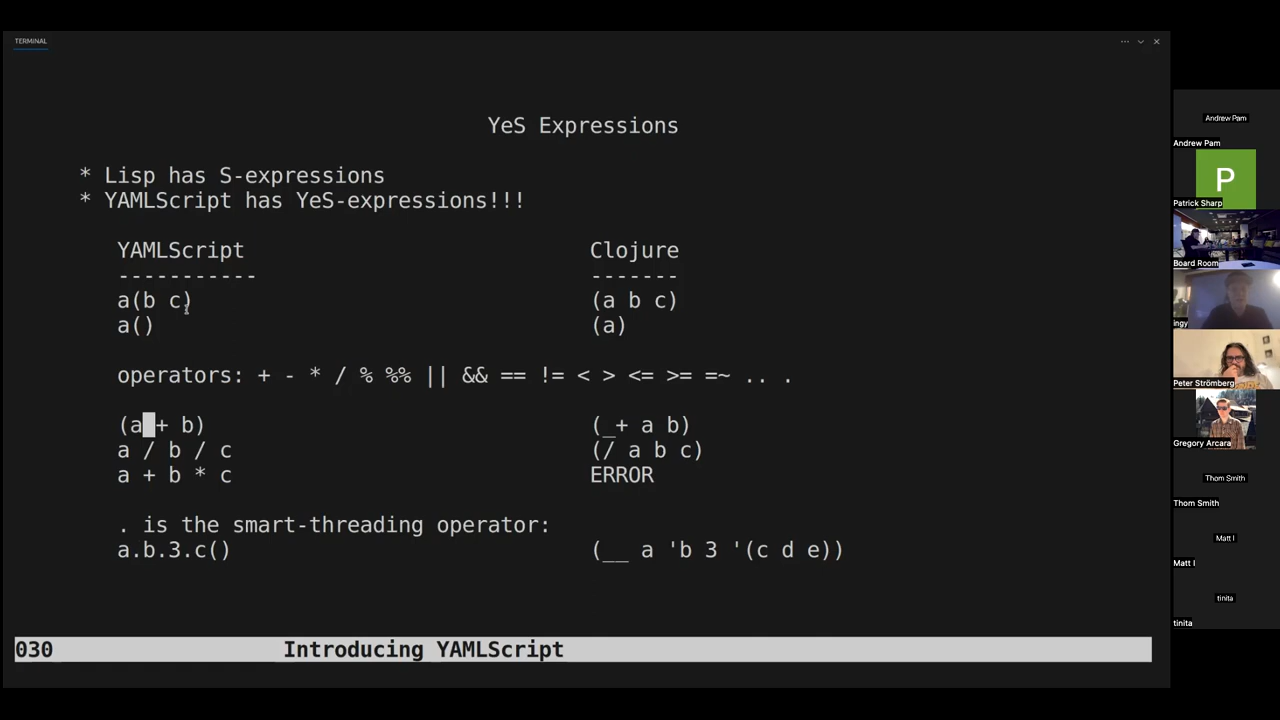 TERMINAL
YeS Expressions
* Lisp has S-expressions
* YAMLScript has YeS-expressions!!!
YAMLScript Clojure
----------- -------
a(b c) (a b c)
a() (a)
operators: + - * / % %% || && == != < > <= >= =~ .. .
(a + b) (_+ a b)
a / b / c (/ a b c)
a + b * c ERROR
. is the smart-threading operator:
a.b.3.c() (__ a 'b 3 '(c d e))
030 Introducing YAMLScript
Andrew Pam
Andrew Pam
P
Patrick Sharp
Board Room
ingy
Peter Strömberg
Gregory Arcara
Thom Smith
Thom Smith
Matt I
Matt I
tinita
tinita